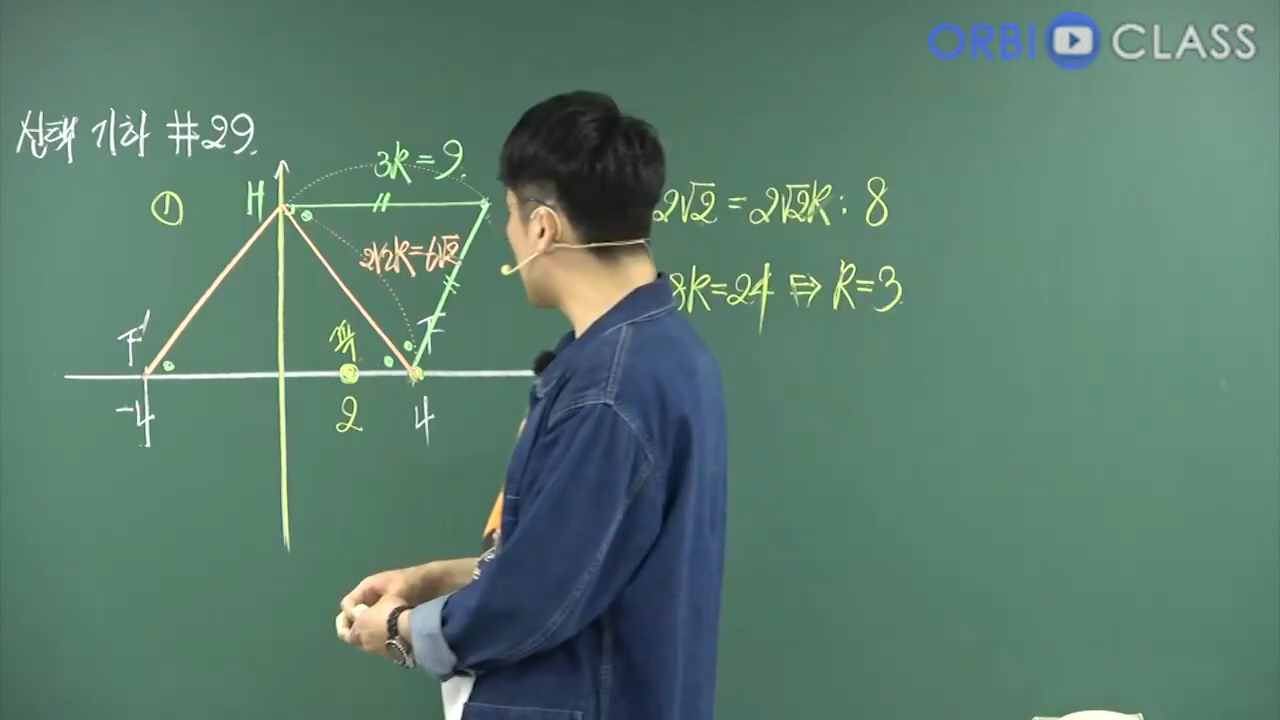 ORBI CLASS
선택 기하 #29.
①
H
3k = 9.
2√2k=6√2
F'
F
-4
2
4
2√2 = 2√2k : 8
8k=24 ⇒ k=3